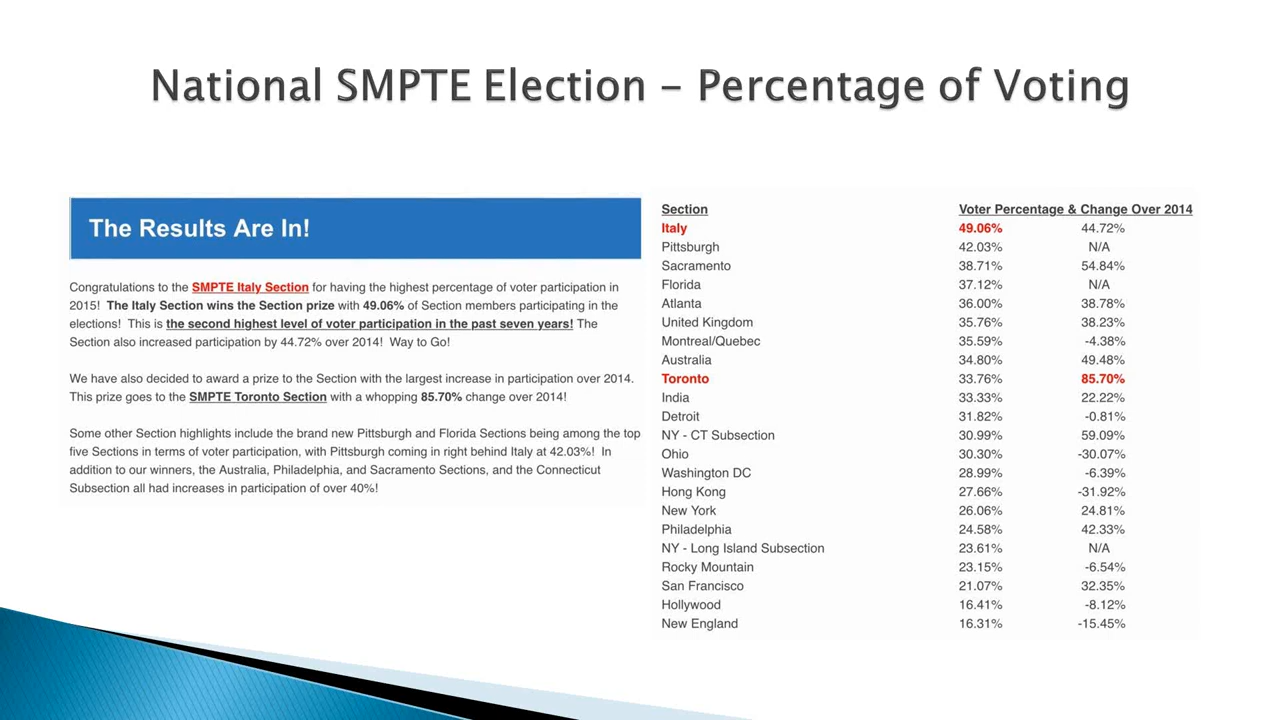 National SMPTE Election – Percentage of Voting
The Results Are In!
Congratulations to the SMPTE Italy Section for having the highest percentage of voter participation in
2015! The Italy Section wins the Section prize with 49.06% of Section members participating in the
elections! This is the second highest level of voter participation in the past seven years! The
Section also increased participation by 44.72% over 2014! Way to Go!
We have also decided to award a prize to the Section with the largest increase in participation over 2014.
This prize goes to the SMPTE Toronto Section with a whopping 85.70% change over 2014!
Some other Section highlights include the brand new Pittsburgh and Florida Sections being among the top
five Sections in terms of voter participation, with Pittsburgh coming in right behind Italy at 42.03%! In
addition to our winners, the Australia, Philadelphia, and Sacramento Sections, and the Connecticut
Subsection all had increases in participation of over 40%!
Section Voter Percentage & Change Over 2014
Italy 49.06% 44.72%
Pittsburgh 42.03% N/A
Sacramento 38.71% 54.84%
Florida 37.12% N/A
Atlanta 36.00% 38.78%
United Kingdom 35.76% 38.23%
Montreal/Quebec 35.59% -4.38%
Australia 34.80% 49.48%
Toronto 33.76% 85.70%
India 33.33% 22.22%
Detroit 31.82% -0.81%
NY - CT Subsection 30.99% 59.09%
Ohio 30.30% -30.07%
Washington DC 28.99% -6.39%
Hong Kong 27.66% -31.92%
New York 26.06% 24.81%
Philadelphia 24.58% 42.33%
NY - Long Island Subsection 23.61% N/A
Rocky Mountain 23.15% -6.54%
San Francisco 21.07% 32.35%
Hollywood 16.41% -8.12%
New England 16.31% -15.45%